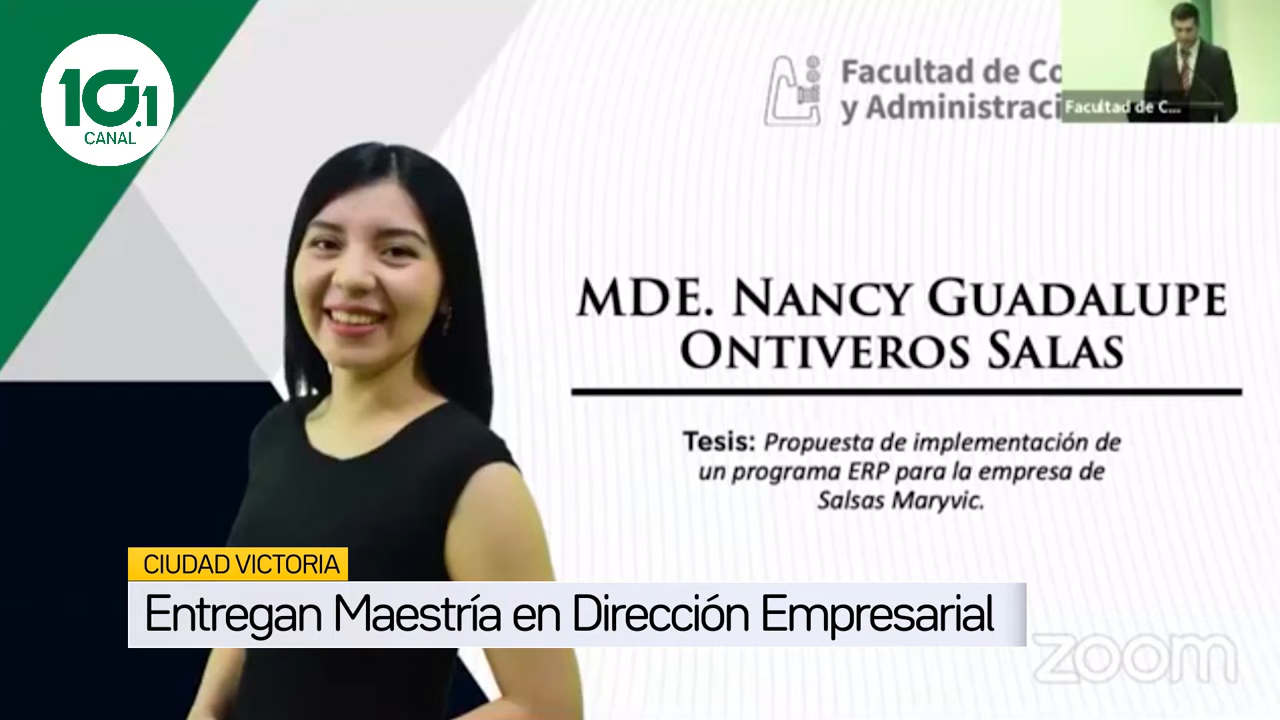 10.1
CANAL
Facultad de Co
y Administraci
Facultad de C...
MDE. NANCY GUADALUPE
ONTIVEROS SALAS
Tesis: Propuesta de implementación de
un programa ERP para la empresa de
Salsas Maryvic.
CIUDAD VICTORIA
Entregan Maestría en Dirección Empresarial
zoom